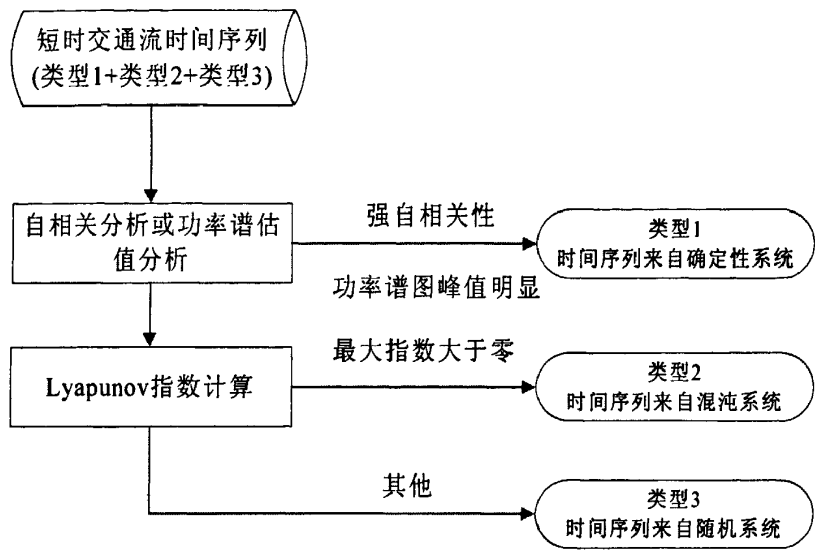 短时交通流时间序列
(类型1+类型2+类型3)
自相关分析或功率谱估
值分析
强自相关性
功率谱图峰值明显
类型1
时间序列来自确定性系统
Lyapunov指数计算
最大指数大于零
类型2
时间序列来自混沌系统
其他
类型3
时间序列来自随机系统